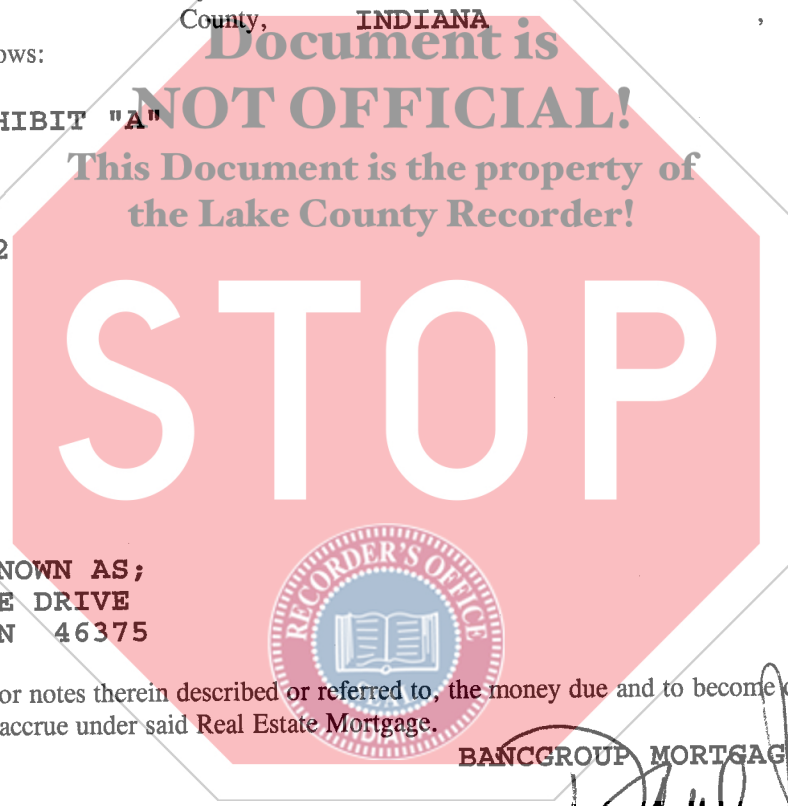 County, INDIANA ,
ows:
Document is
HIBIT "A"
NOT OFFICIAL!
This Document is the property of
the Lake County Recorder!
2
STOP
RECORDER'S OFFICE
NOWN AS;
E DRIVE
N 46375
or notes therein described or referred to, the money due and to become
accrue under said Real Estate Mortgage.
INDIANA
BANCGROUP MORTGAG